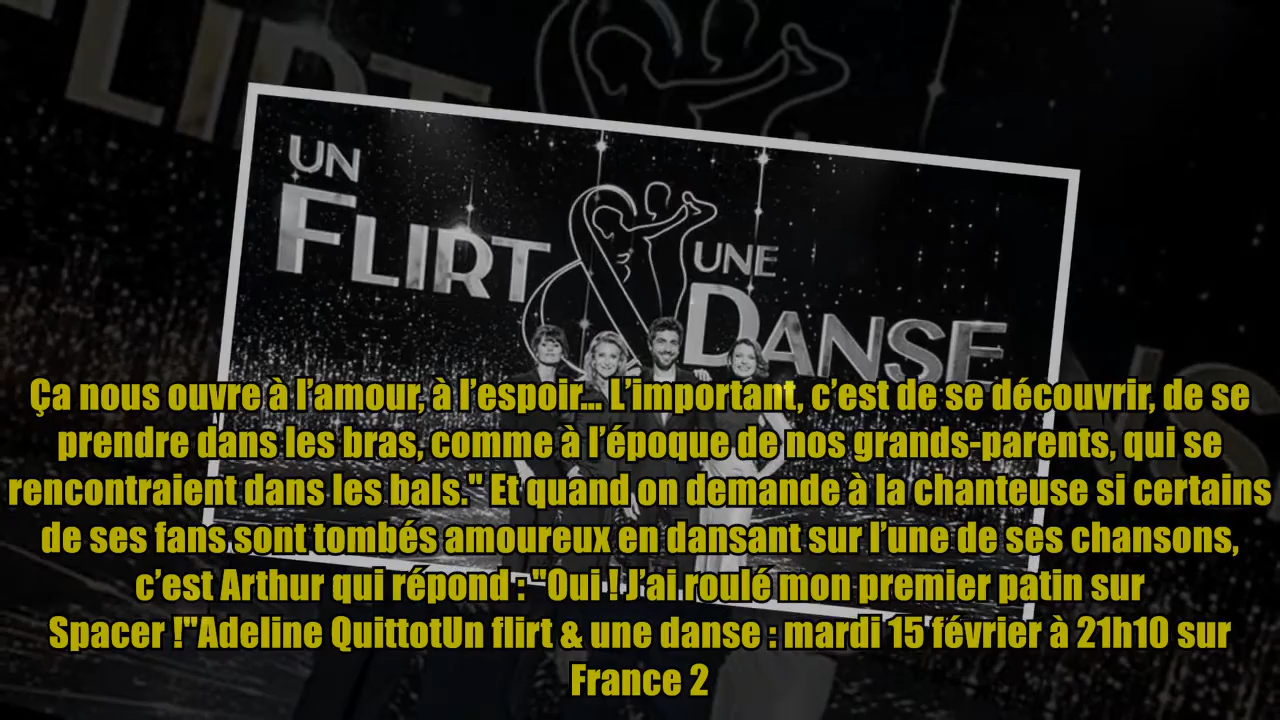 UN
FLIRT
&
UNE
DANSE
Ça nous ouvre à l’amour, à l’espoir... L’important, c’est de se découvrir, de se
prendre dans les bras, comme à l’époque de nos grands-parents, qui se
rencontraient dans les bals." Et quand on demande à la chanteuse si certains
de ses fans sont tombés amoureux en dansant sur l’une de ses chansons,
c’est Arthur qui répond : "Oui ! J’ai roulé mon premier patin sur
Spacer !"Adeline QuittotUn flirt & une danse : mardi 15 février à 21h10 sur
France 2